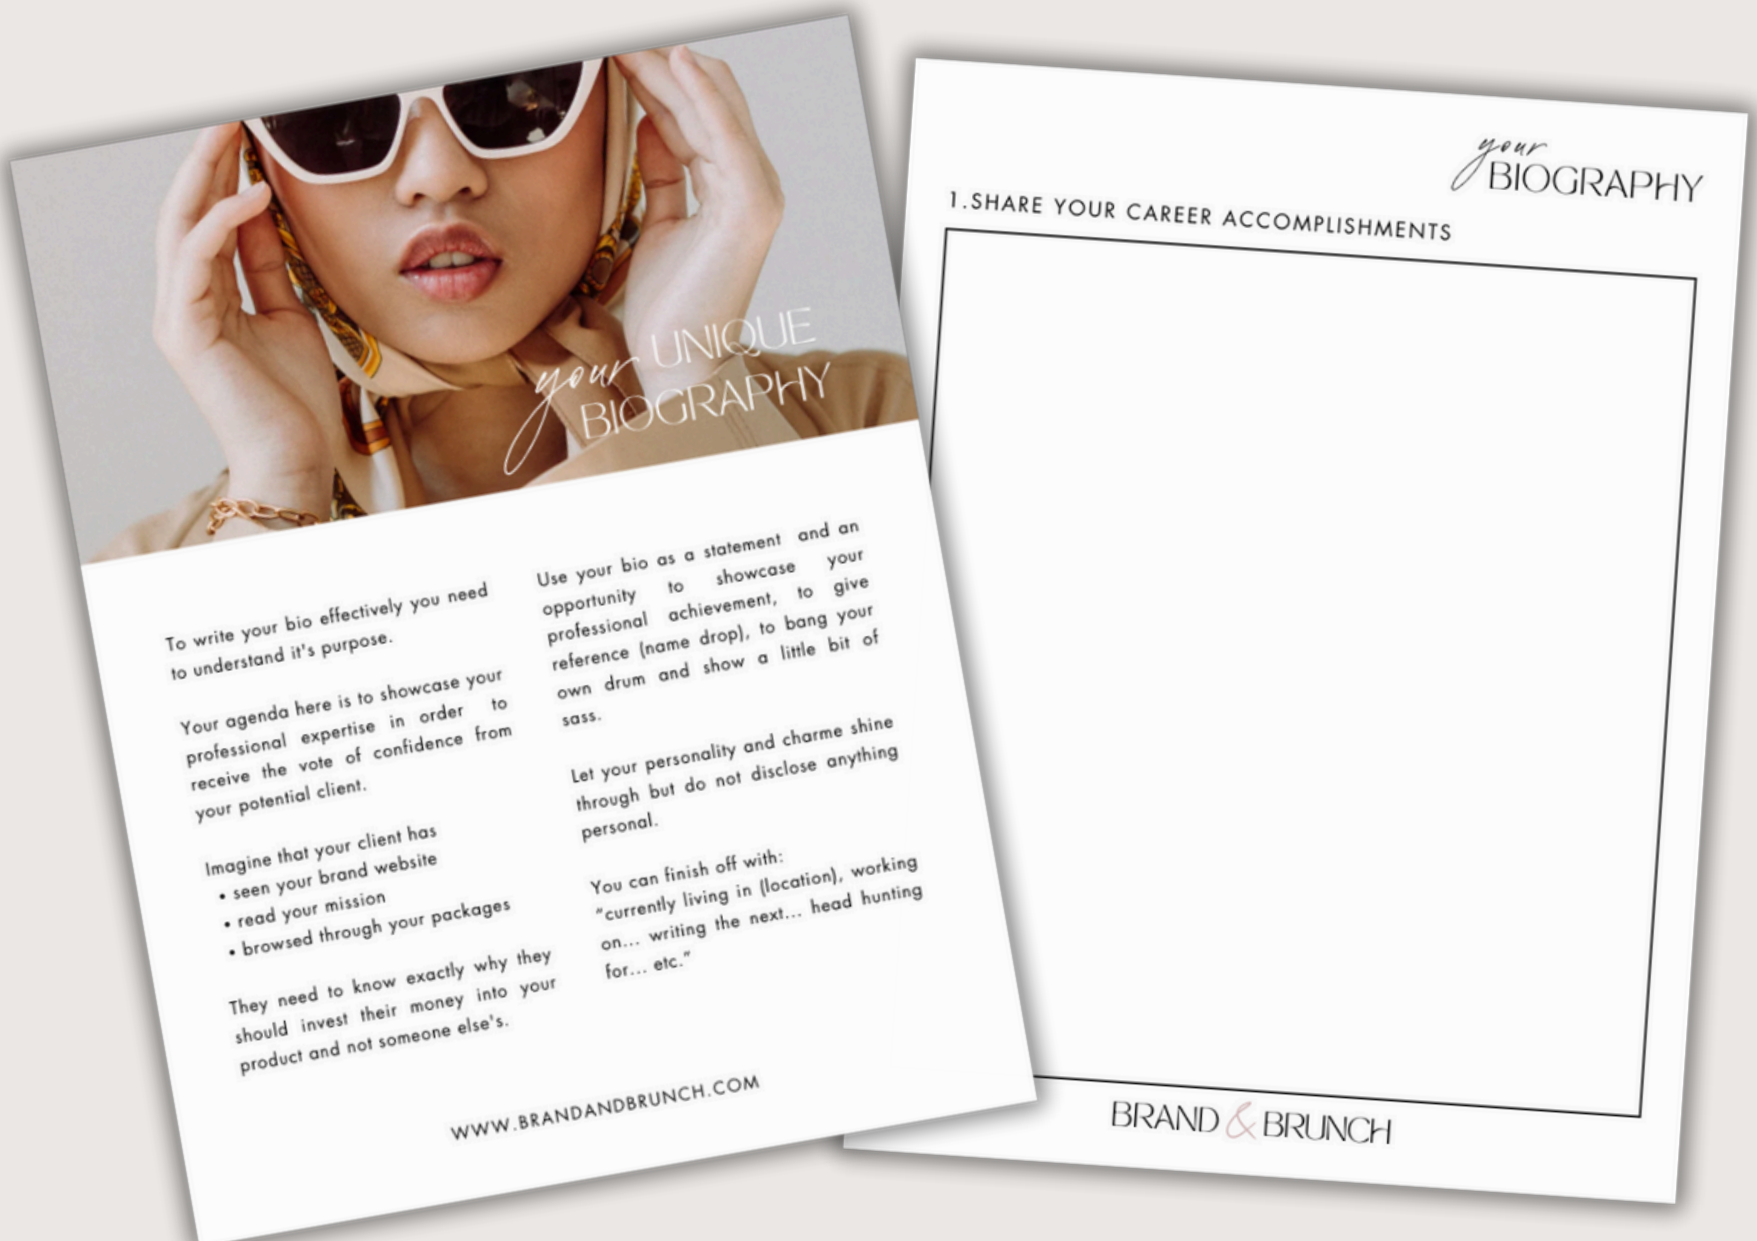 your UNIQUE
BIOGRAPHY
To write your bio effectively you need
to understand it's purpose.
Your agenda here is to showcase your
professional expertise in order to
receive the vote of confidence from
your potential client.
Imagine that your client has
• seen your brand website
• read your mission
• browsed through your packages
They need to know exactly why they
should invest their money into your
product and not someone else's.
Use your bio as a statement and an
opportunity to showcase your
professional achievement, to give
reference (name drop), to bang your
own drum and show a little bit of
sass.
Let your personality and charme shine
through but do not disclose anything
personal.
You can finish off with:
"currently living in (location), working
on... writing the next... head hunting
for... etc."
WWW.BRANDANDBRUNCH.COM
your
BIOGRAPHY
1.SHARE YOUR CAREER ACCOMPLISHMENTS
BRAND & BRUNCH